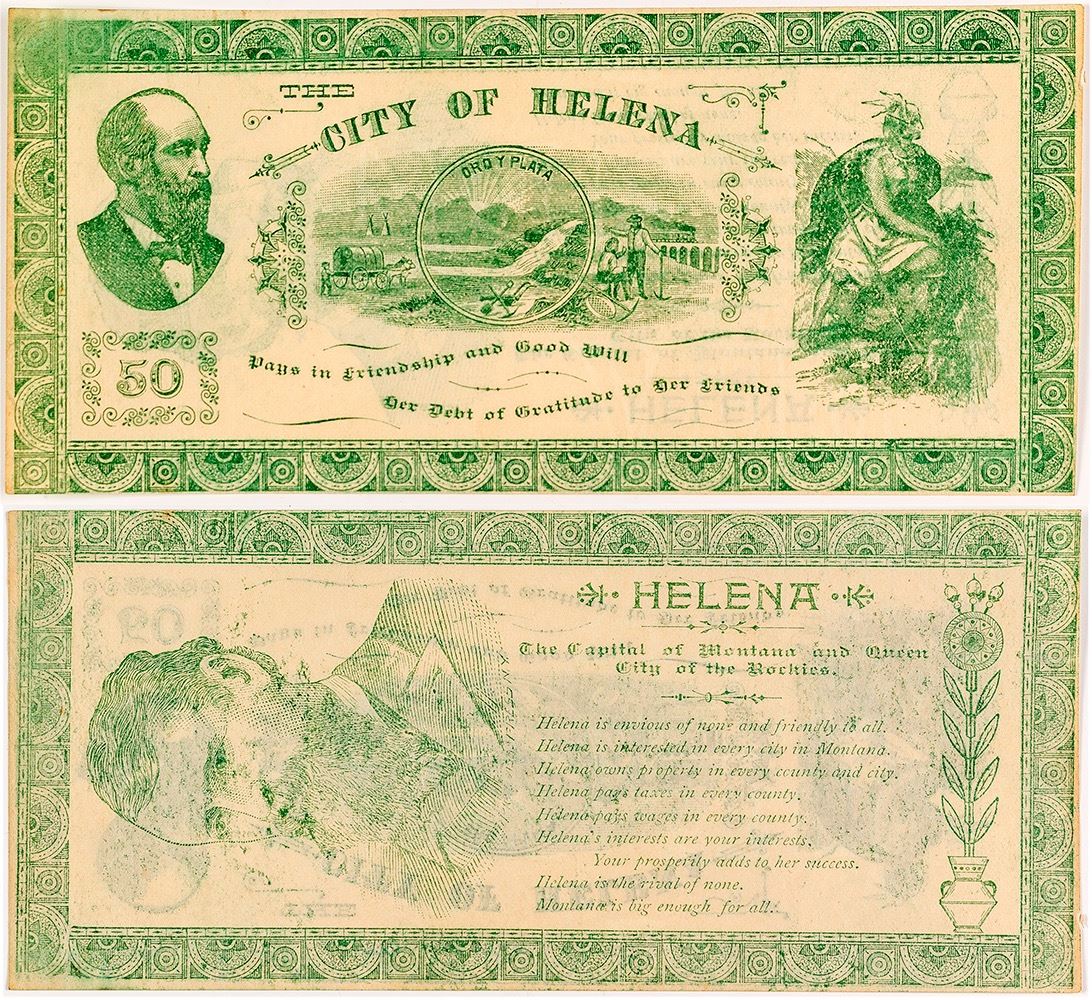 THE
CITY OF HELENA
ORO Y PLATA
50
Pays in Friendship and Good Will
Her Debt of Gratitude to Her Friends
HELENA
The Capital of Montana and Queen
City of the Rockies.
Helena is envious of none and friendly to all.
Helena is interested in every city in Montana.
Helena owns property in every county and city.
Helena pays taxes in every county.
Helena pays wages in every county.
Helena's interests are your interests.
Your prosperity adds to her success.
Helena is the rival of none.
Montana is big enough for all.